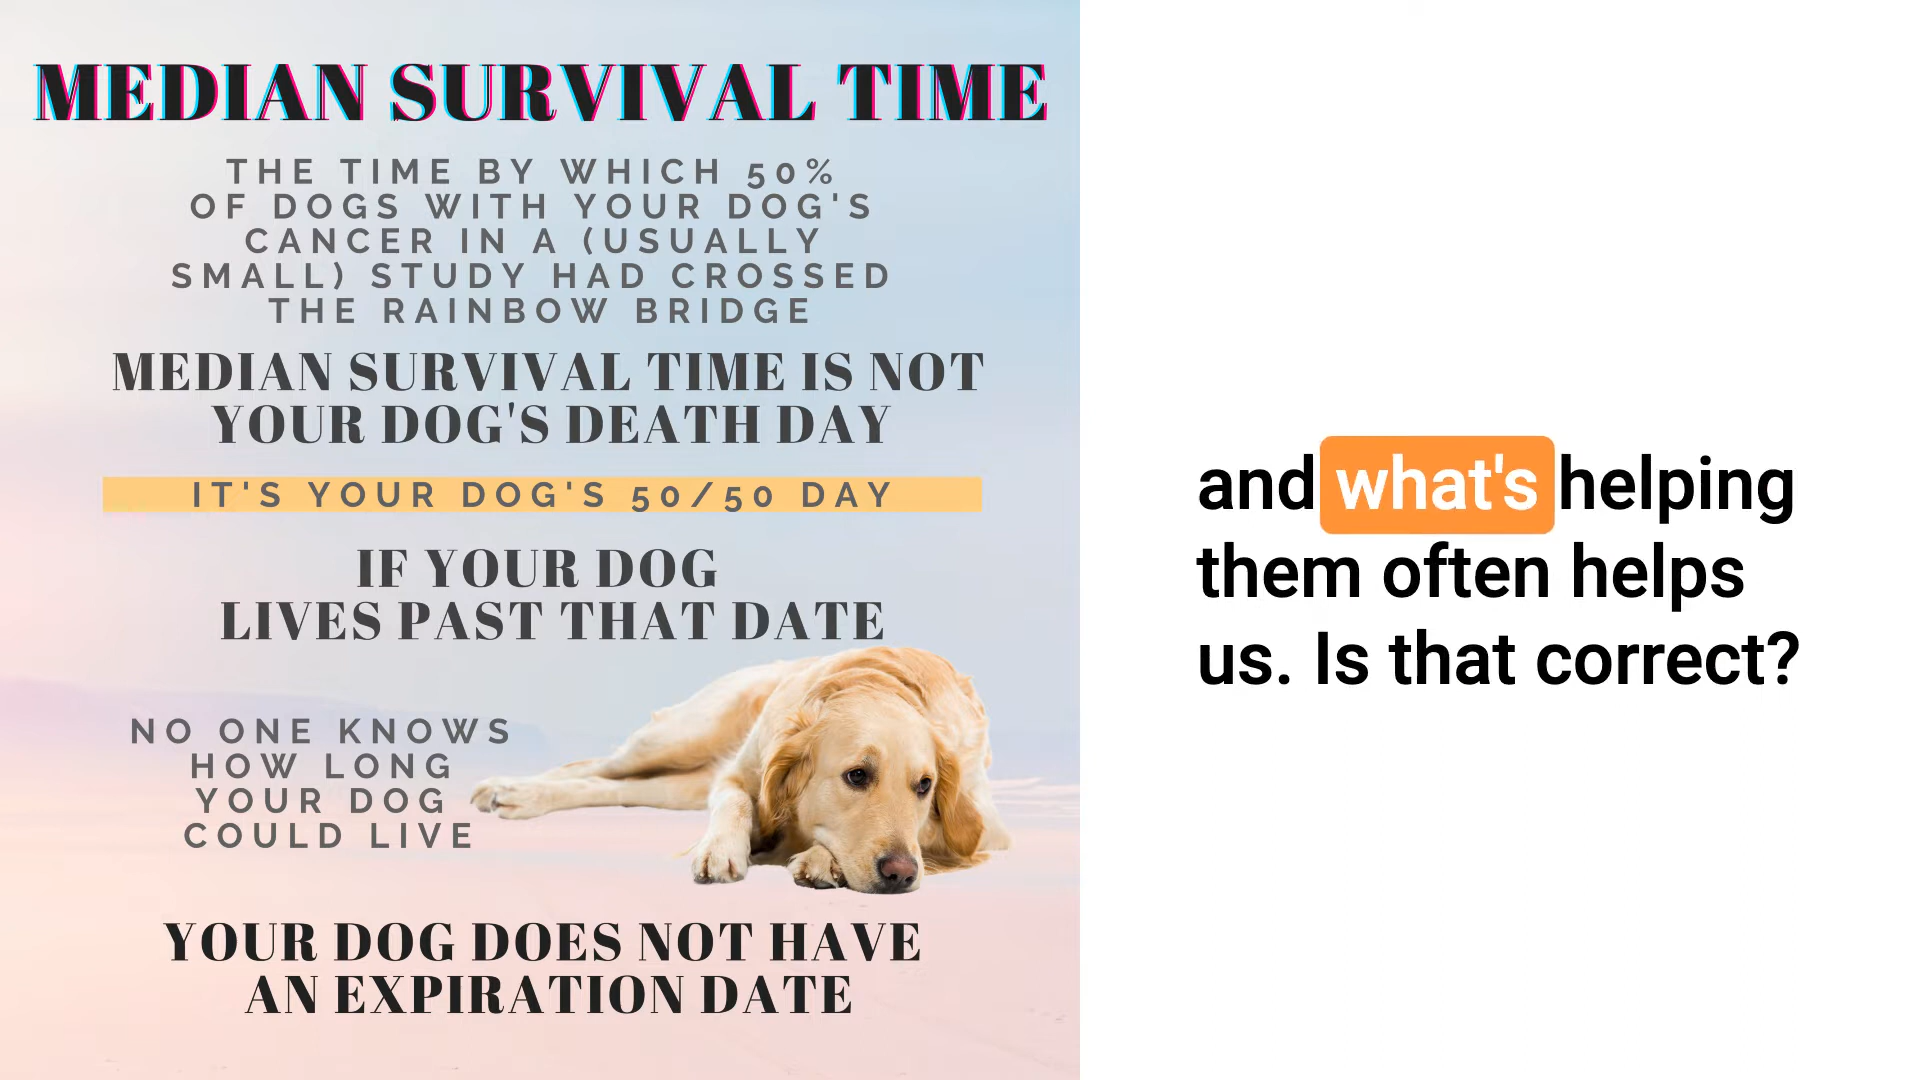 MEDIAN SURVIVAL TIME
THE TIME BY WHICH 50%
OF DOGS WITH YOUR DOG'S
CANCER IN A (USUALLY
SMALL) STUDY HAD CROSSED
THE RAINBOW BRIDGE
MEDIAN SURVIVAL TIME IS NOT
YOUR DOG'S DEATH DAY
IT'S YOUR DOG'S 50/50 DAY
IF YOUR DOG
LIVES PAST THAT DATE
NO ONE KNOWS
HOW LONG
YOUR DOG
COULD LIVE
YOUR DOG DOES NOT HAVE
AN EXPIRATION DATE
and what's helping
them often helps
us. Is that correct?